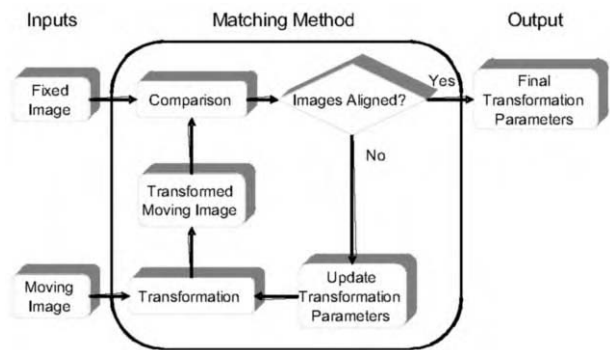 Inputs
Matching Method
Output
Fixed
Image
Comparison
Images Aligned?
Yes
Final
Transformation
Parameters
No
Transformed
Moving Image
Moving
Image
Transformation
Update
Transformation
Parameters